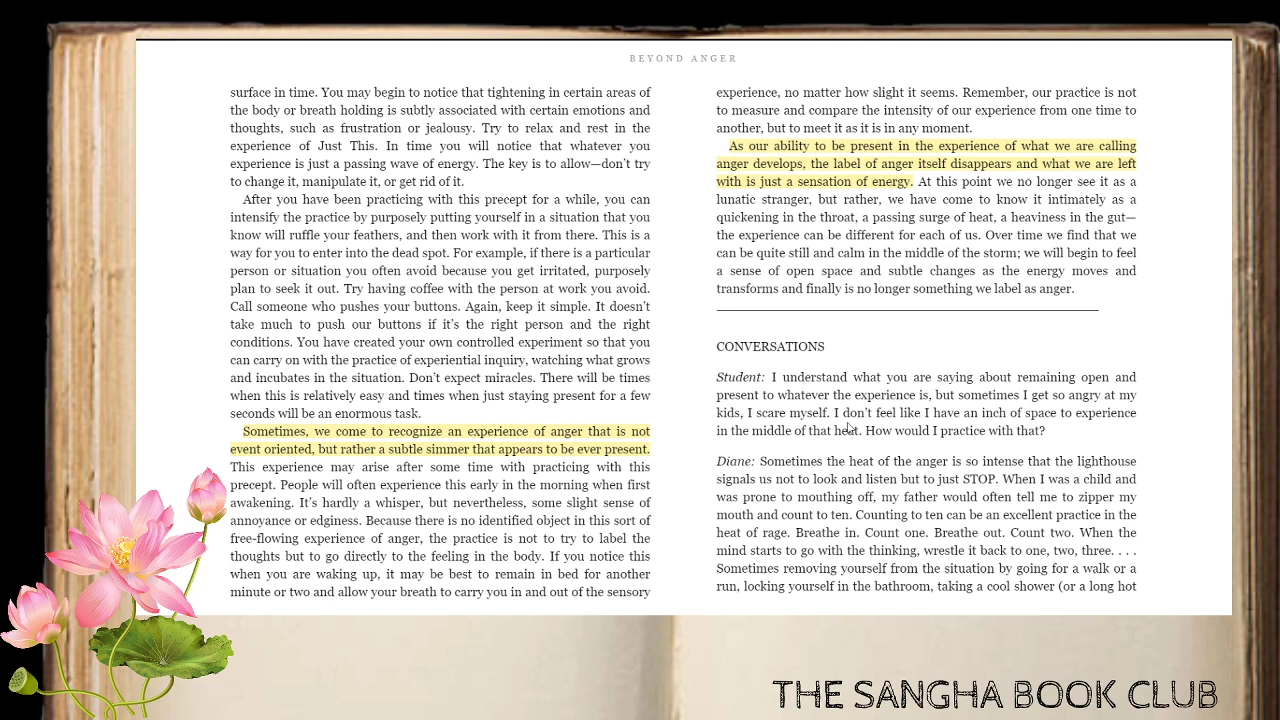 BEYOND ANGER
surface in time. You may begin to notice that tightening in certain areas of
the body or breath holding is subtly associated with certain emotions and
thoughts, such as frustration or jealousy. Try to relax and rest in the
experience of Just This. In time you will notice that whatever you
experience is just a passing wave of energy. The key is to allow—don’t try
to change it, manipulate it, or get rid of it.
After you have been practicing with this precept for a while, you can
intensify the practice by purposely putting yourself in a situation that you
know will ruffle your feathers, and then work with it from there. This is a
way for you to enter into the dead spot. For example, if there is a particular
person or situation you often avoid because you get irritated, purposely
plan to seek it out. Try having coffee with the person at work you avoid.
Call someone who pushes your buttons. Again, keep it simple. It doesn’t
take much to push our buttons if it’s the right person and the right
conditions. You have created your own controlled experiment so that you
can carry on with the practice of experiential inquiry, watching what grows
and incubates in the situation. Don’t expect miracles. There will be times
when this is relatively easy and times when just staying present for a few
seconds will be an enormous task.
Sometimes, we come to recognize an experience of anger that is not
event oriented, but rather a subtle simmer that appears to be ever present.
This experience may arise after some time with practicing with this
precept. People will often experience this early in the morning when first
awakening. It’s hardly a whisper, but nevertheless, some slight sense of
annoyance or edginess. Because there is no identified object in this sort of
free-flowing experience of anger, the practice is not to try to label the
thoughts but to go directly to the feeling in the body. If you notice this
when you are waking up, it may be best to remain in bed for another
minute or two and allow your breath to carry you in and out of the sensory
experience, no matter how slight it seems. Remember, our practice is not
to measure and compare the intensity of our experience from one time to
another, but to meet it as it is in any moment.
As our ability to be present in the experience of what we are calling
anger develops, the label of anger itself disappears and what we are left
with is just a sensation of energy. At this point we no longer see it as a
lunatic stranger, but rather, we have come to know it intimately as a
quickening in the throat, a passing surge of heat, a heaviness in the gut—
the experience can be different for each of us. Over time we find that we
can be quite still and calm in the middle of the storm; we will begin to feel
a sense of open space and subtle changes as the energy moves and
transforms and finally is no longer something we label as anger.
CONVERSATIONS
Student: I understand what you are saying about remaining open and
present to whatever the experience is, but sometimes I get so angry at my
kids, I scare myself. I don’t feel like I have an inch of space to experience
in the middle of that heat. How would I practice with that?
Diane: Sometimes the heat of the anger is so intense that the lighthouse
signals us not to look and listen but to just STOP. When I was a child and
was prone to mouthing off, my father would often tell me to zipper my
mouth and count to ten. Counting to ten can be an excellent practice in the
heat of rage. Breathe in. Count one. Breathe out. Count two. When the
mind starts to go with the thinking, wrestle it back to one, two, three. . . .
Sometimes removing yourself from the situation by going for a walk or a
run, locking yourself in the bathroom, taking a cool shower (or a long hot
THE SANGHA BOOK CLUB